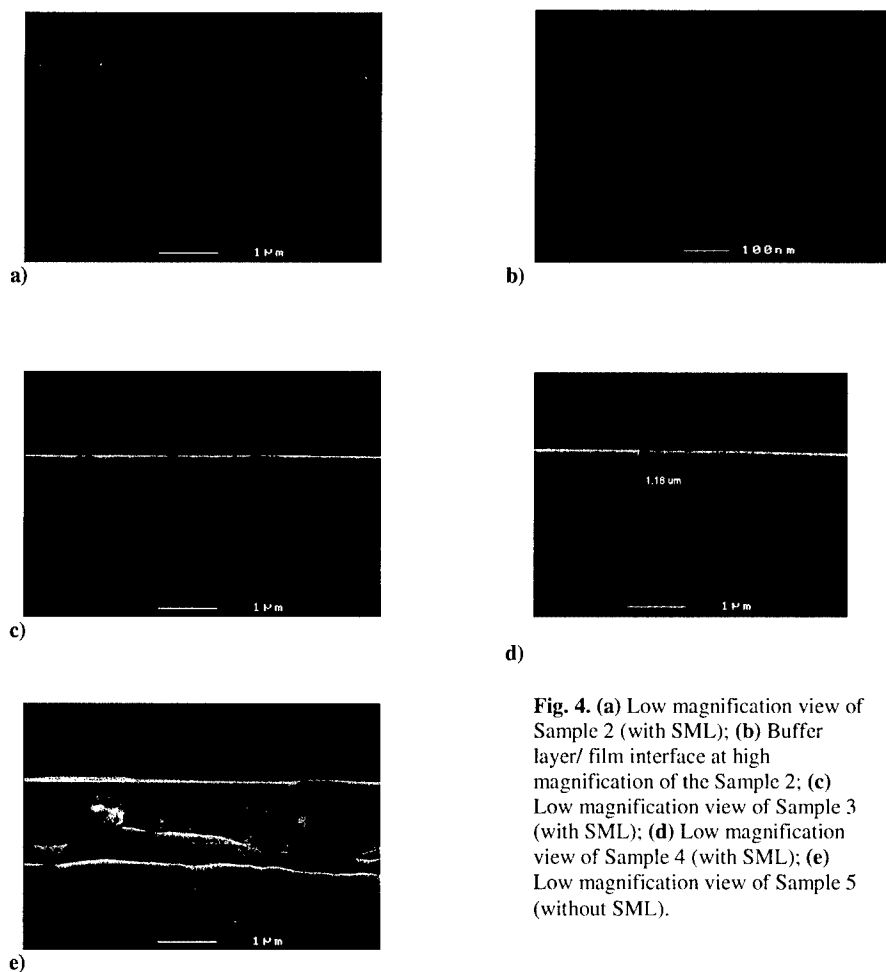 1 μm
100nm
a)
b)
1 μm
1.18 um
1 μm
c)
d)
Fig. 4. (a) Low magnification view of
Sample 2 (with SML); (b) Buffer
layer/ film interface at high
magnification of the Sample 2; (c)
Low magnification view of Sample 3
(with SML); (d) Low magnification
view of Sample 4 (with SML); (e)
Low magnification view of Sample 5
(without SML).
1 μm
e)